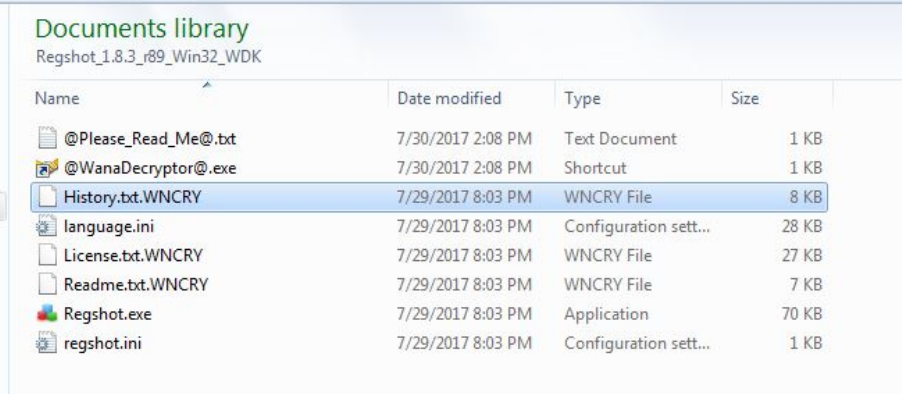 Documents library
Regshot_1.8.3_r89_Win32_WDK
Name Date modified Type Size
@Please_Read_Me@.txt 7/30/2017 2:08 PM Text Document 1 KB
@WanaDecryptor@.exe 7/30/2017 2:08 PM Shortcut 1 KB
History.txt.WNCRY 7/29/2017 8:03 PM WNCRY File 8 KB
language.ini 7/29/2017 8:03 PM Configuration sett... 28 KB
License.txt.WNCRY 7/29/2017 8:03 PM WNCRY File 27 KB
Readme.txt.WNCRY 7/29/2017 8:03 PM WNCRY File 7 KB
Regshot.exe 7/29/2017 8:03 PM Application 70 KB
regshot.ini 7/29/2017 8:03 PM Configuration sett... 1 KB